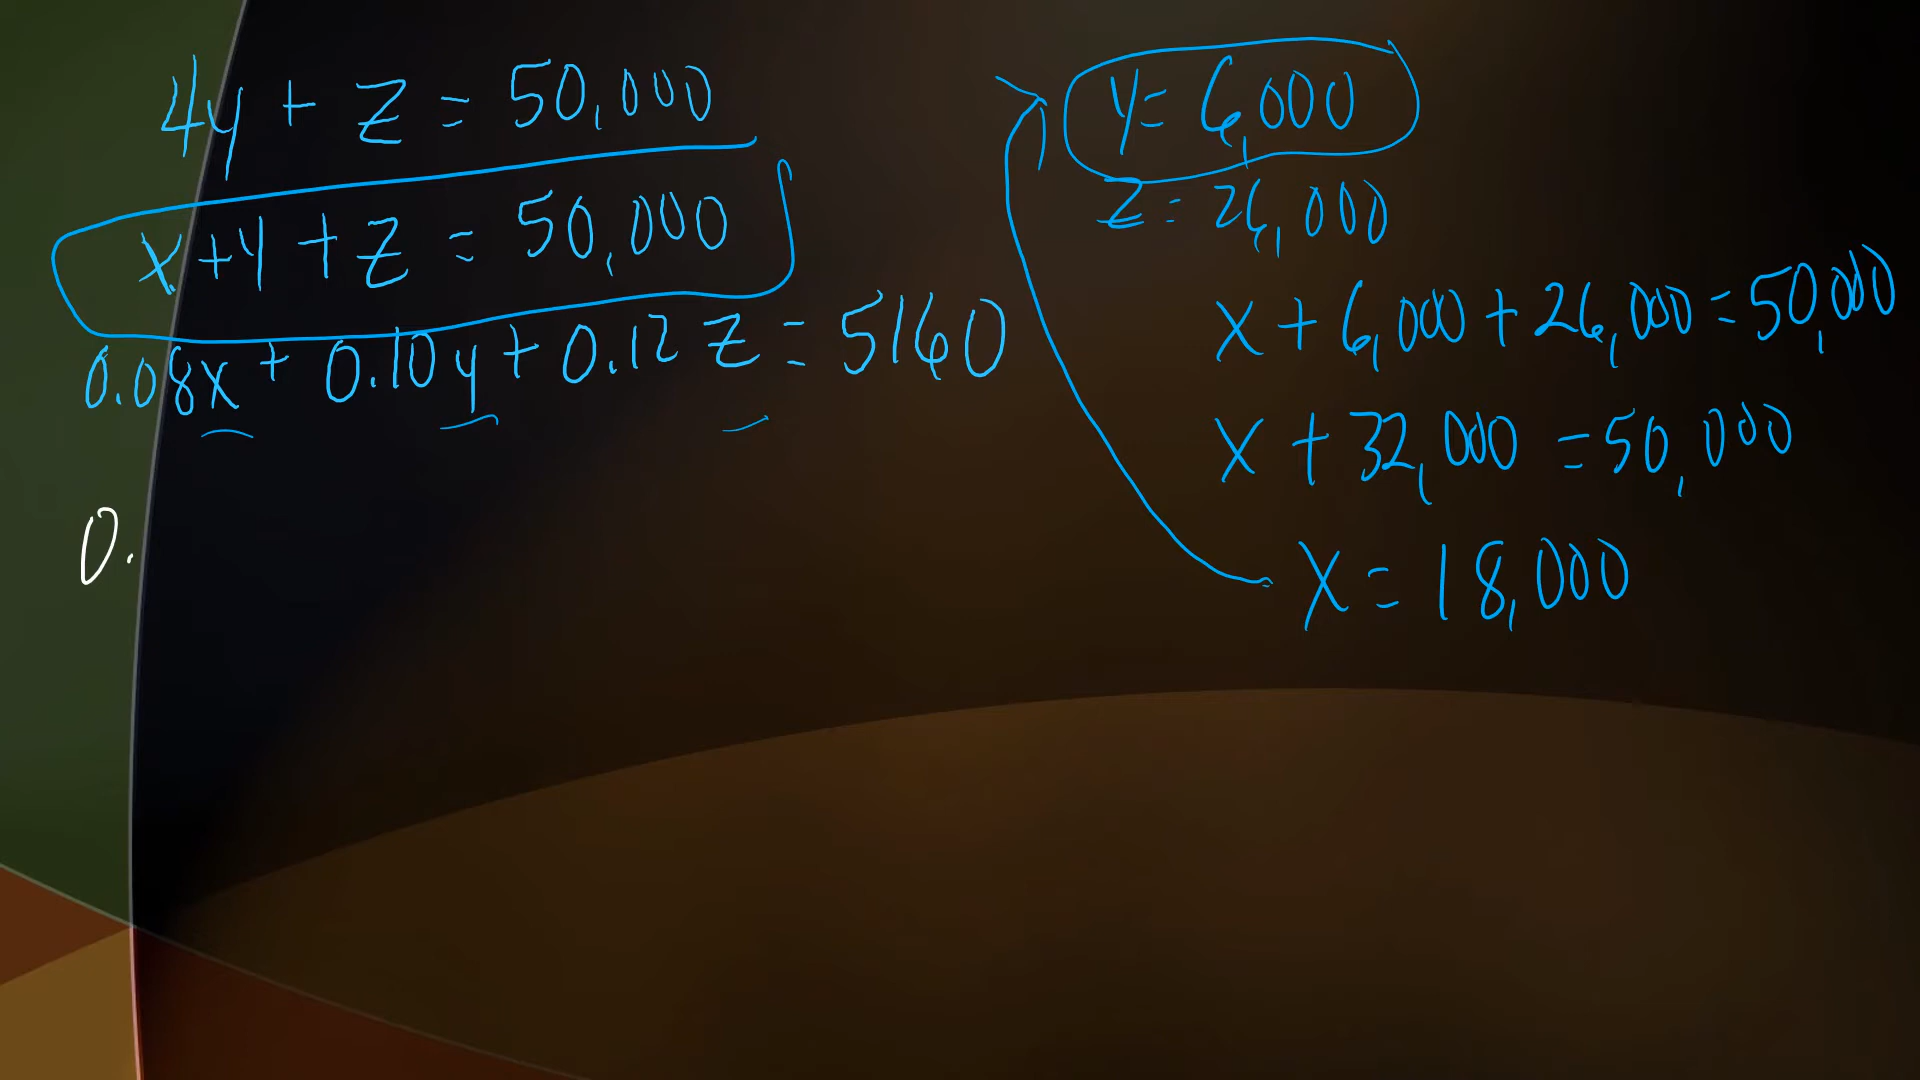 4y + z = 50,000
x + y + z = 50,000
0.08x + 0.10y + 0.12z = 5160
0.
y = 6,000
z = 26,000
x + 6,000 + 26,000 = 50,000
x + 32,000 = 50,000
x = 18,000